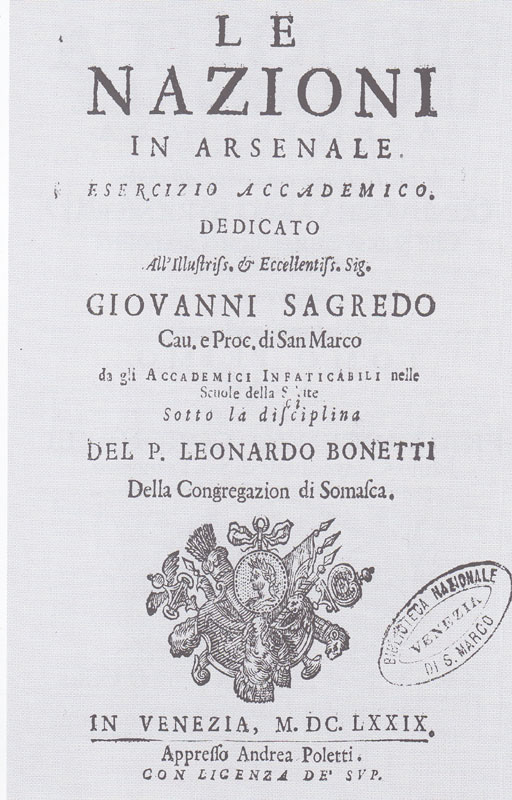 LE
NAZIONI
IN ARSENALE.
ESERCIZIO ACCADEMICO.
DEDICATO
All'Illuſtriſs. & Eccellentiſs. Sig.
GIOVANNI SAGREDO
Cau. e Proc. di San Marco
da gli ACCADEMICI INFATICABILI nelle
Scuole della
Sotto la diſciplina
DEL P. LEONARDO BONETTI
Della Congregazion di Somaſca.
BIBLIOTECA NAZIONALE
VENEZIA
DI S. MARCO
IN VENEZIA, M. DC. LXXIX.
Appreſſo Andrea Poletti.
CON LICENZA DE' SVP.